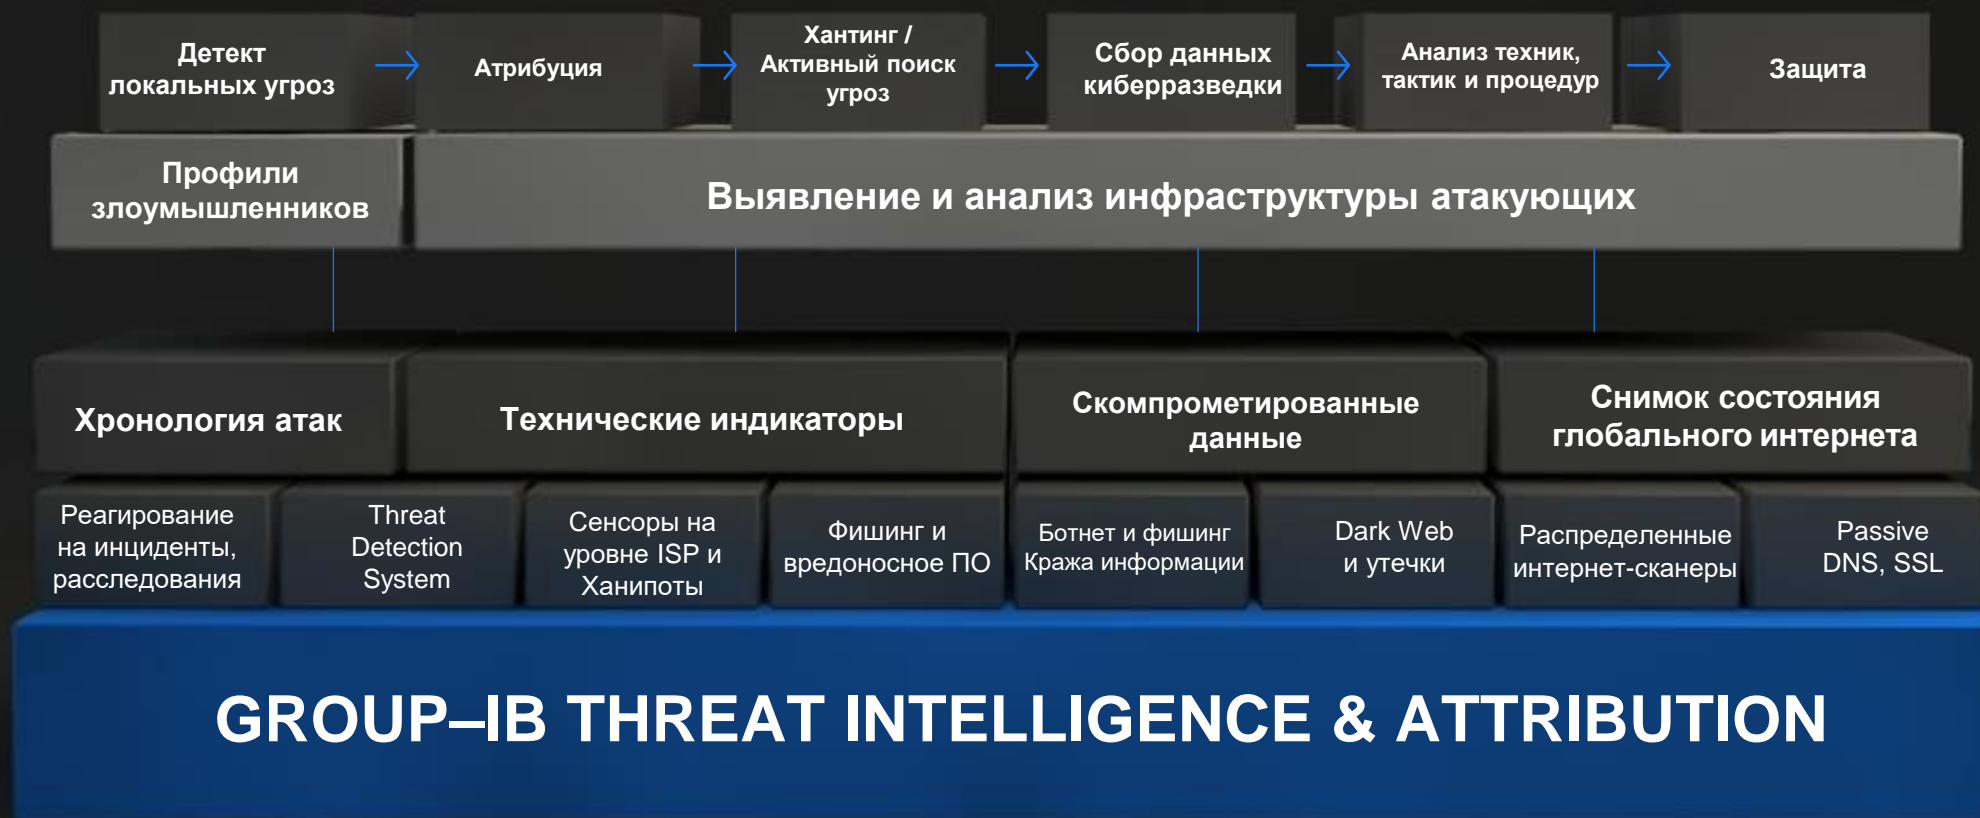 Детект
локальных угроз
Атрибуция
Хантинг /
Активный поиск
угроз
Сбор данных
киберразведки
Анализ техник,
тактик и процедур
Защита
Профили
злоумышленников
Выявление и анализ инфраструктуры атакующих
Хронология атак
Технические индикаторы
Скомпрометированные
данные
Снимок состояния
глобального интернета
Реагирование
на инциденты,
расследования
Threat
Detection
System
Сенсоры на
уровне ISP и
Ханипоты
Фишинг и
вредоносное ПО
Ботнет и фишинг
Кража информации
Dark Web
и утечки
Распределенные
интернет-сканеры
Passive
DNS, SSL
GROUP–IB THREAT INTELLIGENCE & ATTRIBUTION